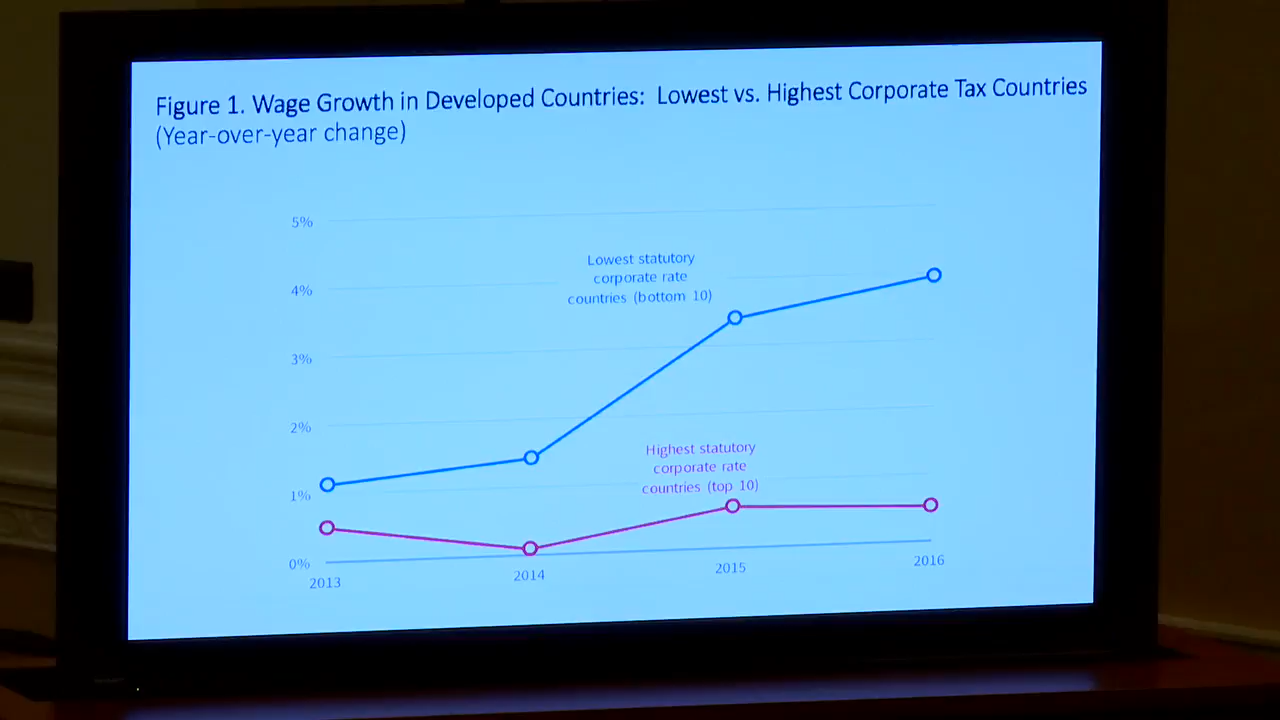 Figure 1. Wage Growth in Developed Countries: Lowest vs. Highest Corporate Tax Countries
(Year-over-year change)
5%
Lowest statutory
corporate rate
countries (bottom 10)
4%
3%
2%
Highest statutory
corporate rate
countries (top 10)
1%
0%
2013
2014
2015
2016